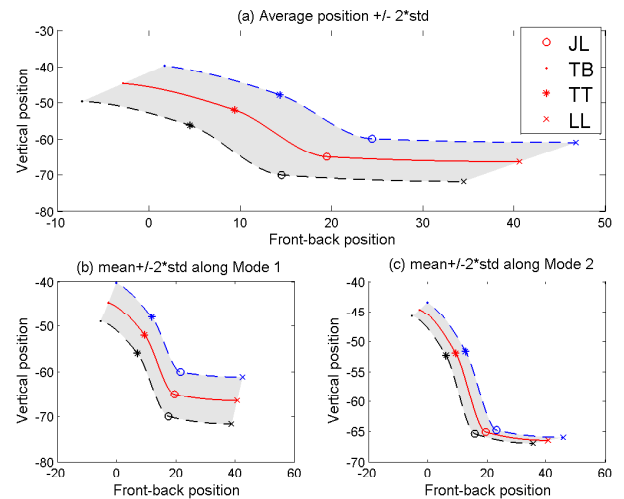 (a) Average position +/- 2*std
-30
-40
-50
-60
-70
-80
Vertical position
-10
0
10
20
30
40
50
Front-back position
JL
TB
TT
LL
(b) mean+/-2*std along Mode 1
-40
-50
-60
-70
-80
Vertical position
-20
0
20
40
60
Front-back position
(c) mean+/-2*std along Mode 2
-40
-45
-50
-55
-60
-65
-70
Vertical position
-20
0
20
40
60
Front-back position